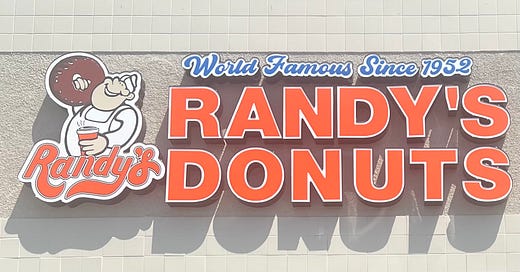 World Famous Since 1952
RANDY'S
DONUTS
Randy's